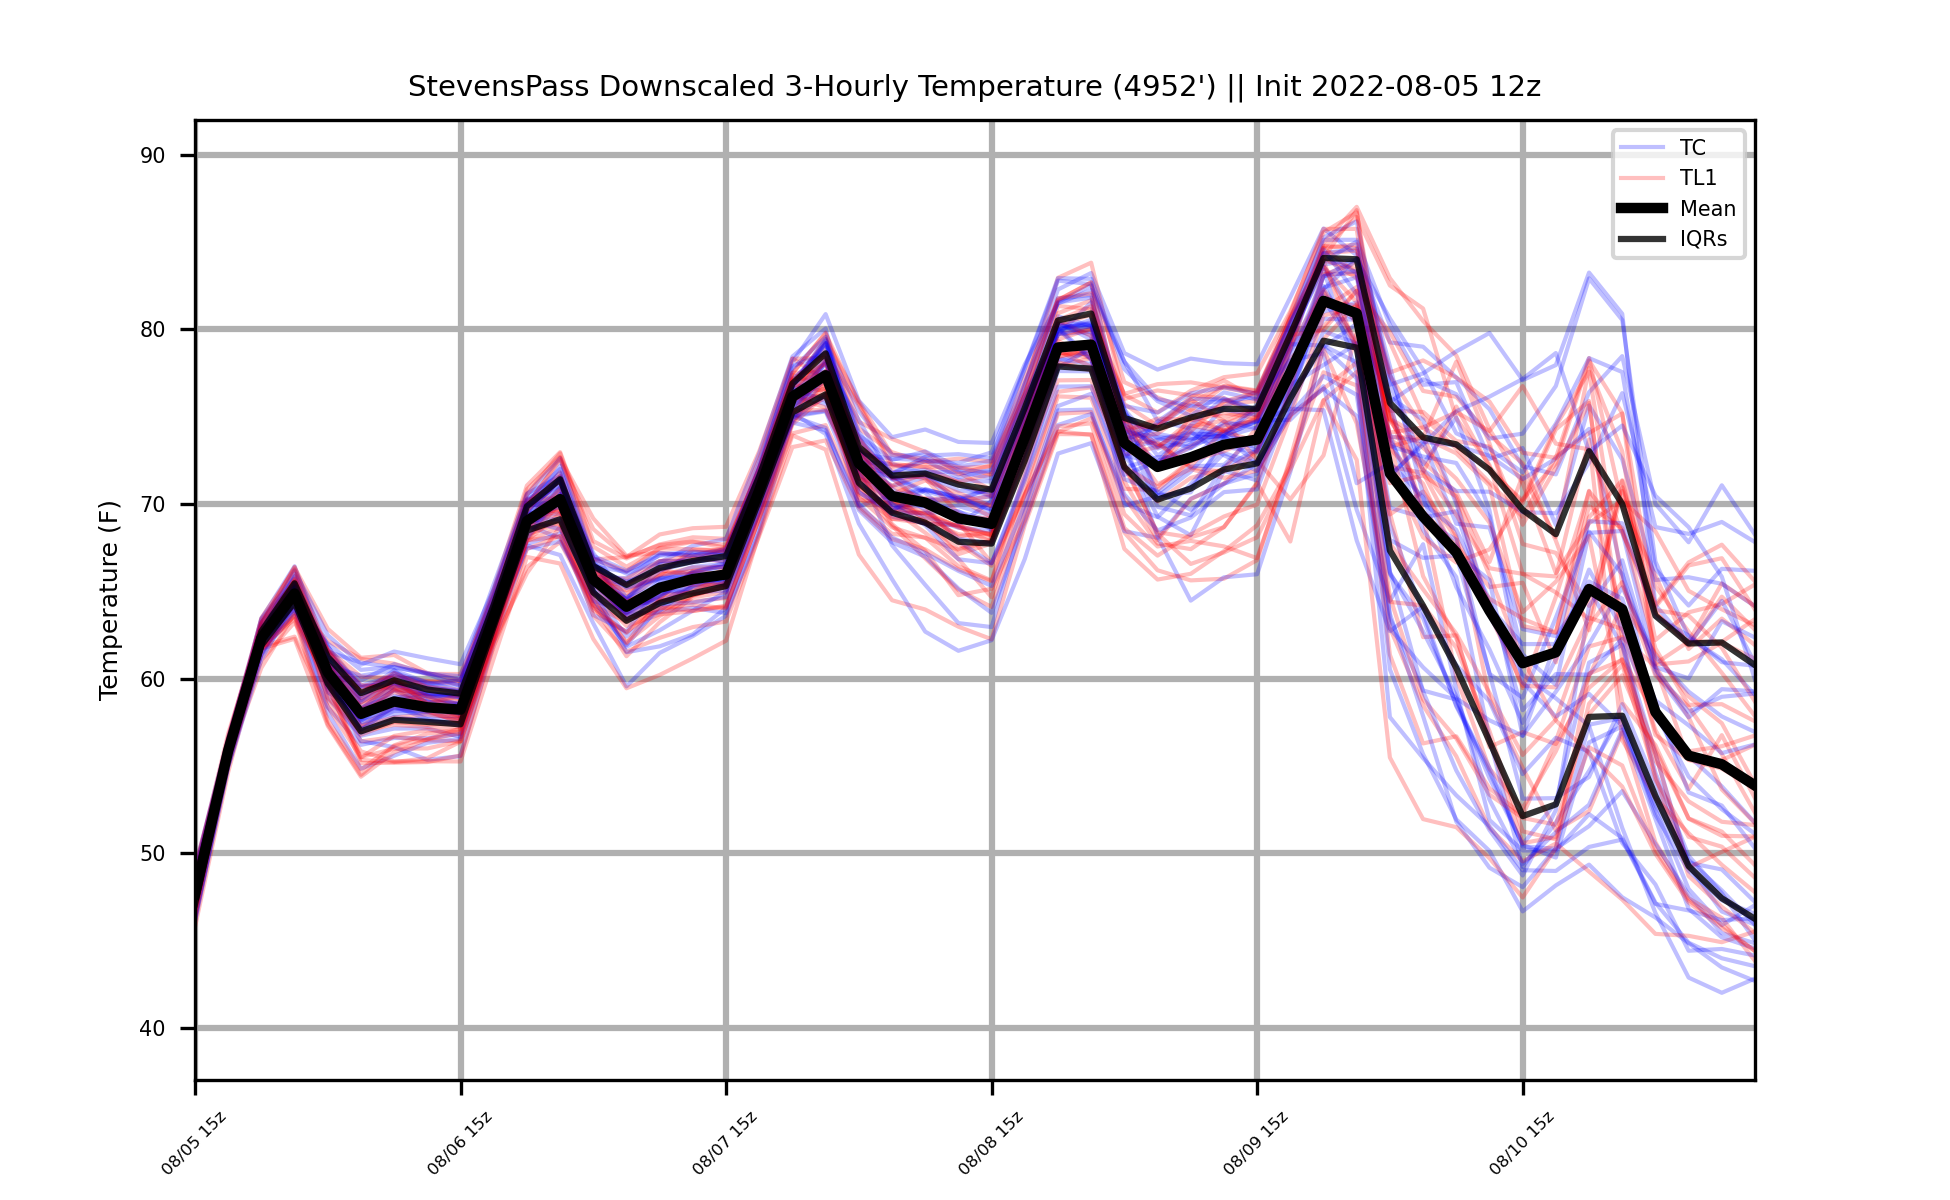 StevensPass Downscaled 3-Hourly Temperature (4952') || Init 2022-08-05 12z
TC
TL1
Mean
IQRs
Temperature (F)
90
80
70
60
50
40
08/05 15z
08/06 15z
08/07 15z
08/08 15z
08/09 15z
08/10 15z